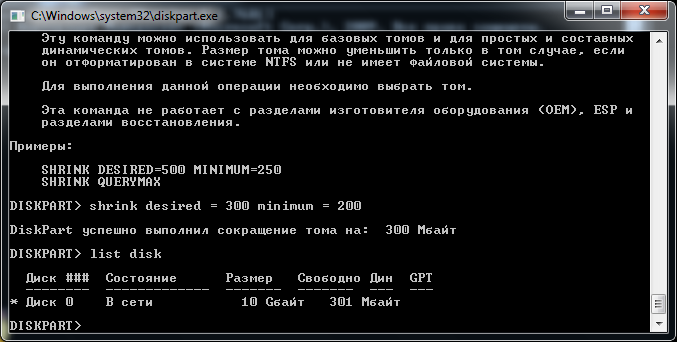 C:\Windows\system32\diskpart.exe
Эту команду можно использовать для базовых томов и для простых и составных
динамических томов. Размер тома можно уменьшить только в том случае, если
он отформатирован в системе NTFS или не имеет файловой системы.
Для выполнения данной операции необходимо выбрать том.
Эта команда не работает с разделами изготовителя оборудования (OEM), ESP и
разделами восстановления.
Примеры:
SHRINK DESIRED=500 MINIMUM=250
SHRINK QUERYMAX
DISKPART> shrink desired = 300 minimum = 200
DiskPart успешно выполнил сокращение тома на:  300 Mбайт
DISKPART> list disk
Диск ###  Состояние      Размер   Свободно Дин  GPT
--------  -------------  -------  -------  ---  ---
* Диск 0    В сети           10 Gбайт   301 Mбайт
DISKPART>